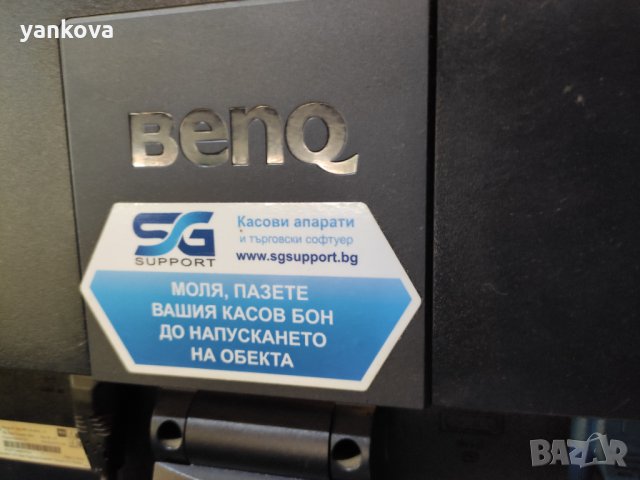 yankova
BenQ
SG
SUPPORT
Касови апарати
и търговски софтуер
www.sgsupport.bg
МОЛЯ, ПАЗЕТЕ
ВАШИЯ КАСОВ БОН
ДО НАПУСКАНЕТО
НА ОБЕКТА
BAZAR